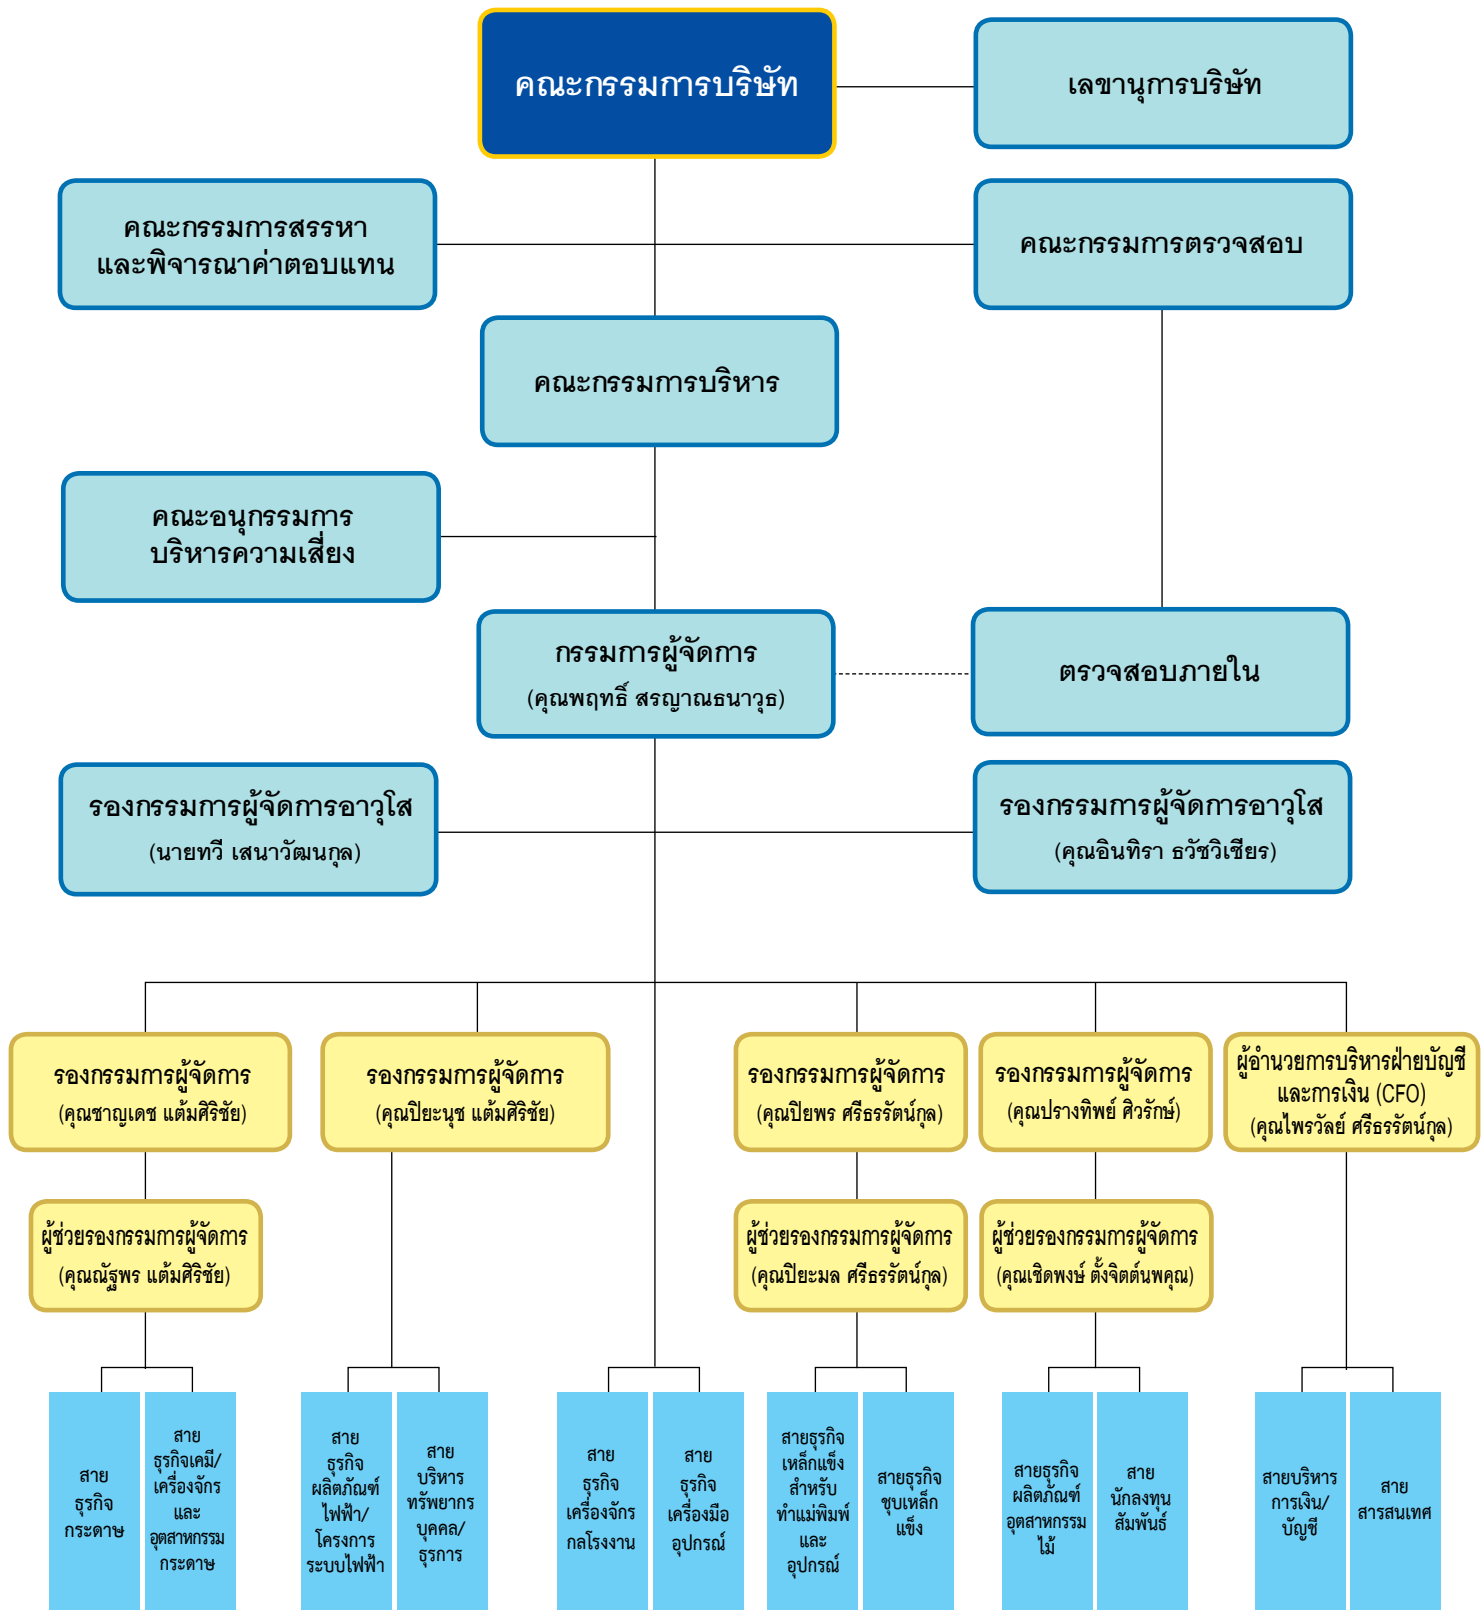 คณะกรรมการบริษัท
เลขานุการบริษัท
คณะกรรมการสรรหา
และพิจารณาค่าตอบแทน
คณะกรรมการตรวจสอบ
คณะกรรมการบริหาร
คณะอนุกรรมการ
บริหารความเสี่ยง
กรรมการผู้จัดการ
(คุณพฤทธิ์ สรญาณธนาวุธ)
ตรวจสอบภายใน
รองกรรมการผู้จัดการอาวุโส
(นายทวี เสนาวัฒนกุล)
รองกรรมการผู้จัดการอาวุโส
(คุณอินทิรา ธวัชวิเชียร)
รองกรรมการผู้จัดการ
(คุณชาญเดช แต้มศิริชัย)
รองกรรมการผู้จัดการ
(คุณปิยะนุช แต้มศิริชัย)
รองกรรมการผู้จัดการ
(คุณปิยพร ศรีธรรัตน์กุล)
รองกรรมการผู้จัดการ
(คุณปรางทิพย์ ศิวรักษ์)
ผู้อำนวยการบริหารฝ่ายบัญชี
และการเงิน (CFO)
(คุณไพรวัลย์ ศรีธรรัตน์กุล)
ผู้ช่วยรองกรรมการผู้จัดการ
(คุณณัฐพร แต้มศิริชัย)
ผู้ช่วยรองกรรมการผู้จัดการ
(คุณปิยะมล ศรีธรรัตน์กุล)
ผู้ช่วยรองกรรมการผู้จัดการ
(คุณเชิดพงษ์ ตั้งจิตต์นพคุณ)
สาย
ธุรกิจ
กระดาษ
สาย
ธุรกิจเคมี/
เครื่องจักร
และ
อุตสาหกรรม
กระดาษ
สาย
ธุรกิจ
ผลิตภัณฑ์
ไฟฟ้า/
โครงการ
ระบบไฟฟ้า
สาย
บริหาร
ทรัพยากร
บุคคล/
ธุรการ
สาย
ธุรกิจ
เครื่องจักร
กลโรงงาน
สาย
ธุรกิจ
เครื่องมือ
อุปกรณ์
สายธุรกิจ
เหล็กแข็ง
สำหรับ
ทำแม่พิมพ์
และ
อุปกรณ์
สายธุรกิจ
ชุบเหล็ก
แข็ง
สายธุรกิจ
ผลิตภัณฑ์
อุตสาหกรรม
ไม้
สาย
นักลงทุน
สัมพันธ์
สายบริหาร
การเงิน/
บัญชี
สาย
สารสนเทศ